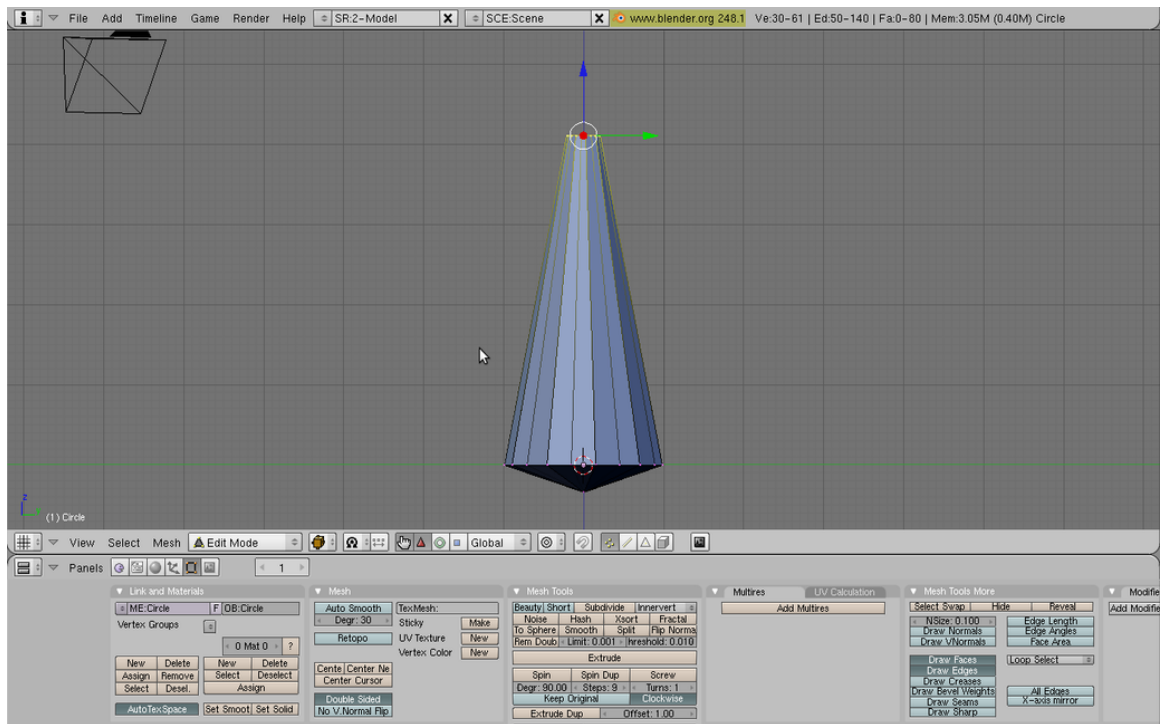 File Add Timeline Game Render Help SR:2-Model X SCE:Scene X www.blender.org 248.1 Ve:30-61 | Ed:50-140 | Fa:0-80 | Mem:3.05M (0.40M) Circle
z
(1) Circle
View Select Mesh Edit Mode Global
Panels 1
Link and Materials
ME:Circle F OB:Circle
Vertex Groups
0 Mat 0 ?
New Delete New Delete
Assign Remove Select Deselect
Select Desel. Assign
AutoTexSpace Set Smoot Set Solid
Mesh
Auto Smooth TexMesh:
Degr: 30 Sticky Make
Retopo UV Texture New
Vertex Color New
Cente Center Ne
Center Cursor
Double Sided
No V.Normal Flip
Mesh Tools
Beauty Short Subdivide Innervert
Noise Hash Xsort Fractal
To Sphere Smooth Split Flip Norma
Rem Doub Limit: 0.001 hreshold: 0.010
Extrude
Spin Spin Dup Screw
Degr: 90.00 Steps: 9 Turns: 1
Keep Original Clockwise
Extrude Dup Offset: 1.00
Multires UV Calculation
Add Multires
Mesh Tools More
Select Swap Hide Reveal
NSize: 0.100 Edge Length
Draw Normals Edge Angles
Draw VNormals Face Area
Draw Faces Loop Select
Draw Edges
Draw Creases
Draw Bevel Weights All Edges
Draw Seams X-axis mirror
Draw Sharp
Modifie
Add Modifie